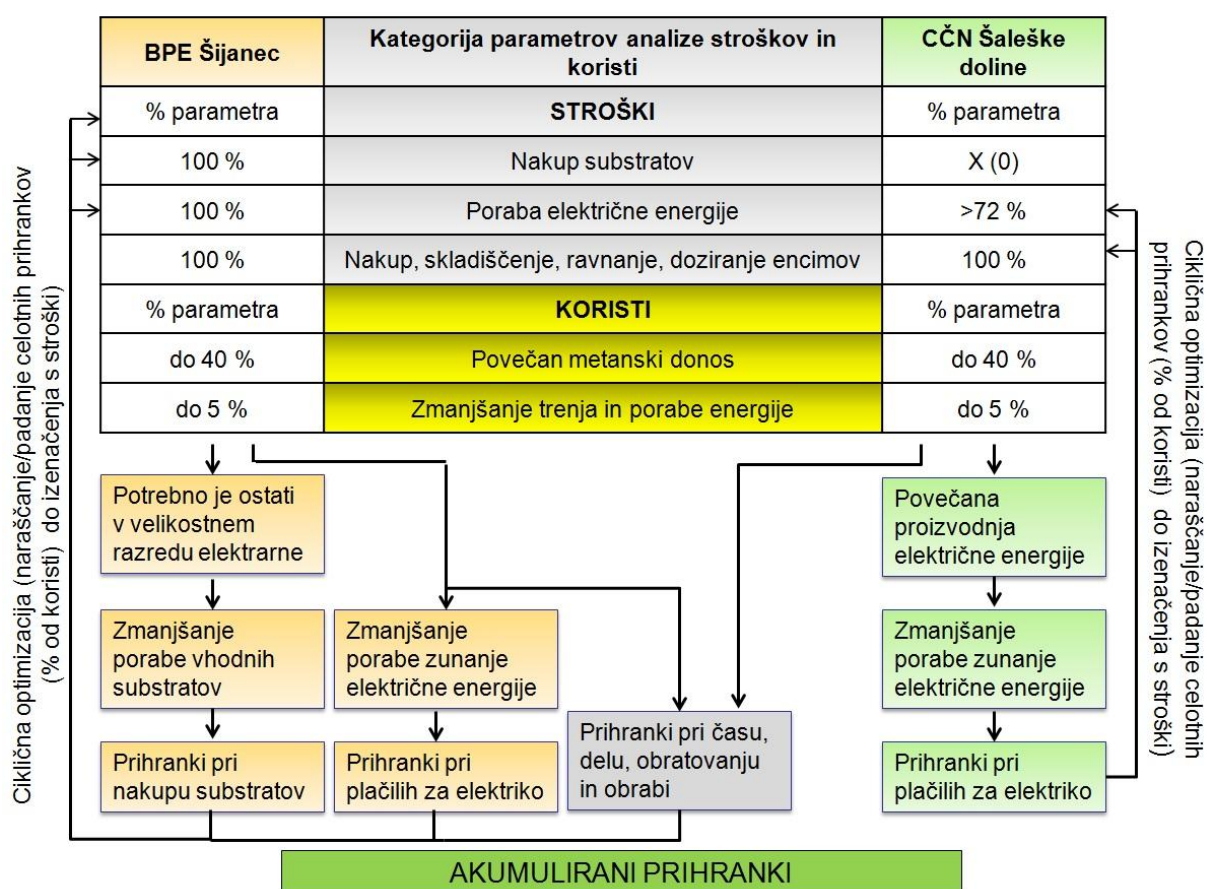 BPE Šijanec
Kategorija parametrov analize stroškov in
koristi
CČN Šaleške
doline
% parametra
STROŠKI
% parametra
100 %
Nakup substratov
X (0)
100 %
Poraba električne energije
>72 %
100 %
Nakup, skladiščenje, ravnanje, doziranje encimov
100 %
% parametra
KORISTI
% parametra
do 40 %
Povečan metanski donos
do 40 %
do 5 %
Zmanjšanje trenja in porabe energije
do 5 %
Ciklična optimizacija (naraščanje/padanje celotnih prihrankov
(% od koristi) do izenačenja s stroški)
Potrebno je ostati
v velikostnem
razredu elektrarne
Zmanjšanje
porabe vhodnih
substratov
Prihranki pri
nakupu substratov
Zmanjšanje
porabe zunanje
električne energije
Prihranki pri
plačilih za elektriko
Prihranki pri času,
delu, obratovanju
in obrabi
Povečana
proizvodnja
električne energije
Zmanjšanje
porabe zunanje
električne energije
Prihranki pri
plačilih za elektriko
Ciklična optimizacija (naraščanje/padanje celotnih
prihrankov (% od koristi) do izenačenja s stroški)
AKUMULIRANI PRIHRANKI